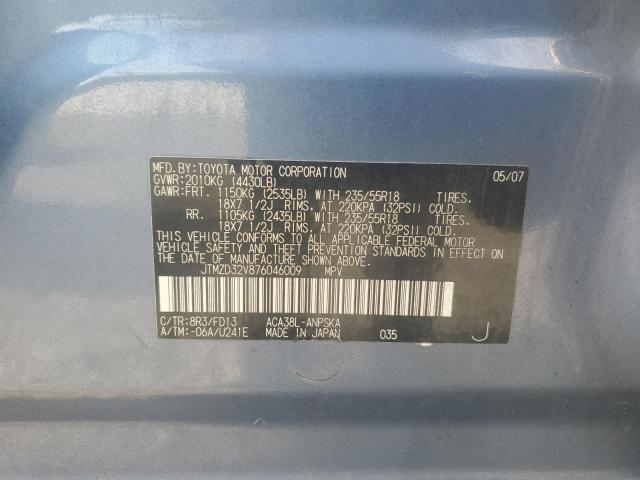 MFD. BY: TOYOTA MOTOR CORPORATION 05/07
GVWR: 2010KG (4430LB)
GAWR: FRT. 1150KG (2535LB) WITH 235/55R18 TIRES.
18X7 1/2J RIMS. AT 220KPA (32PSI) COLD.
RR. 1105KG (2435LB) WITH 235/55R18 TIRES.
18X7 1/2J RIMS. AT 220KPA (32PSI) COLD.
THIS VEHICLE CONFORMS TO ALL APPLICABLE FEDERAL MOTOR
VEHICLE SAFETY AND THEFT PREVENTION STANDARDS IN EFFECT ON
THE DATE OF MANUFACTURE SHOWN ABOVE.
JTMZD32V876046009 MPV
C/TR: 8R3/FD13 ACA38L-ANPSKA
A/TM: -06A/U241E MADE IN JAPAN 035 J